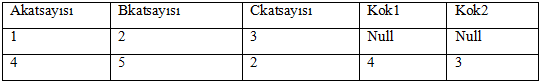 Akatsayısı Bkatsayısı Ckatsayısı Kok1 Kok2
1 2 3 Null Null
4 5 2 4 3